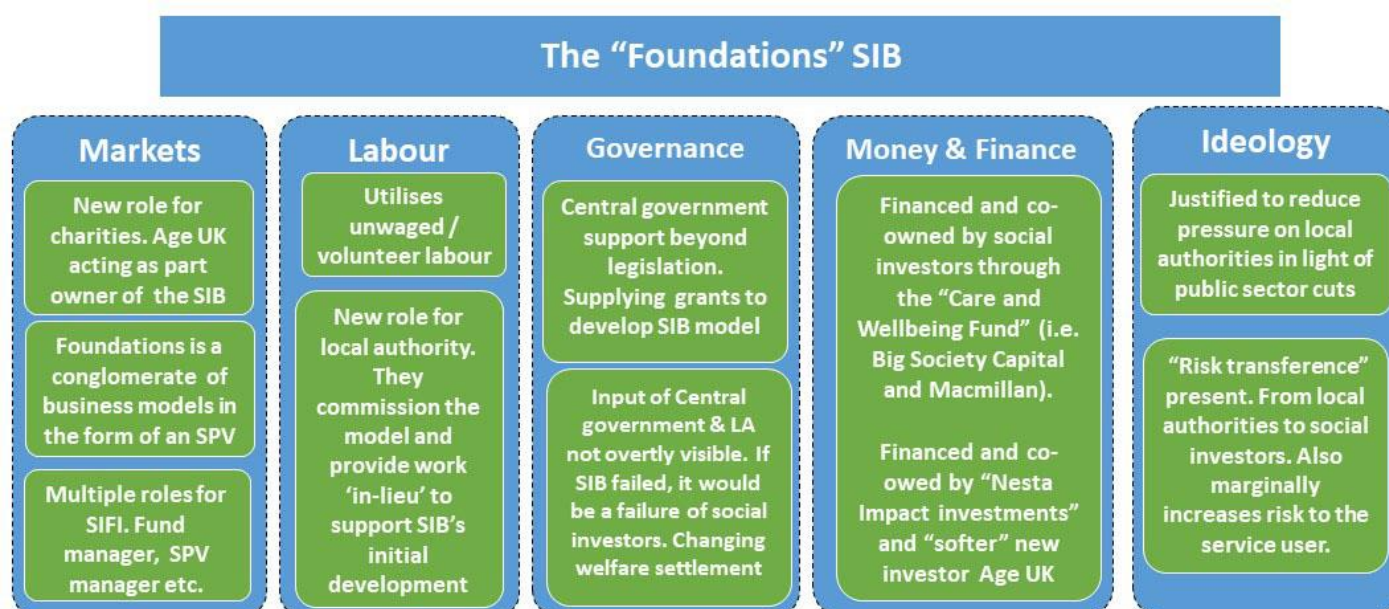 The “Foundations” SIB
Markets
New role for
charities. Age UK
acting as part
owner of the SIB
Foundations is a
conglomerate of
business models in
the form of an SPV
Multiple roles for
SIFI. Fund
manager, SPV
manager etc.
Labour
Utilises
unwaged /
volunteer labour
New role for
local authority.
They
commission the
model and
provide work
‘in-lieu’ to
support SIB’s
initial
development
Governance
Central government
support beyond
legislation.
Supplying grants to
develop SIB model
Input of Central
government & LA
not overtly visible. If
SIB failed, it would
be a failure of social
investors. Changing
welfare settlement
Money & Finance
Financed and co-
owned by social
investors through
the “Care and
Wellbeing Fund” (i.e.
Big Society Capital
and Macmillan).
Financed and co-
owed by “Nesta
Impact investments”
and “softer” new
investor Age UK
Ideology
Justified to reduce
pressure on local
authorities in light of
public sector cuts
“Risk transference”
present. From local
authorities to social
investors. Also
marginally
increases risk to the
service user.